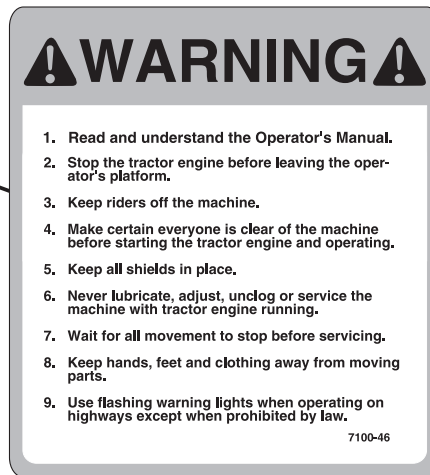 WARNING
1. Read and understand the Operator's Manual.
2. Stop the tractor engine before leaving the oper-
ator's platform.
3. Keep riders off the machine.
4. Make certain everyone is clear of the machine
before starting the tractor engine and operating.
5. Keep all shields in place.
6. Never lubricate, adjust, unclog or service the
machine with tractor engine running.
7. Wait for all movement to stop before servicing.
8. Keep hands, feet and clothing away from moving
parts.
9. Use flashing warning lights when operating on
highways except when prohibited by law.
7100-46